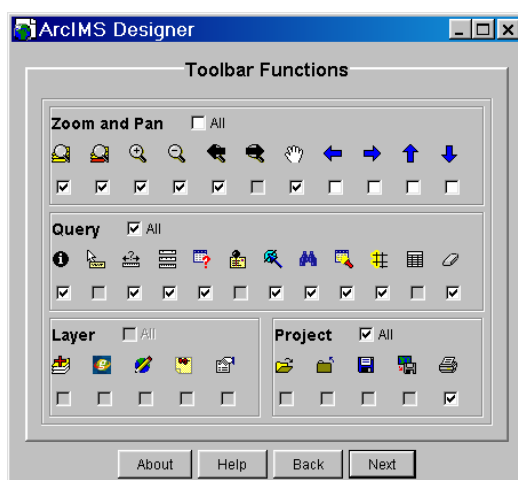 ArcIMS Designer
Toolbar Functions
Zoom and Pan All
Query All
Layer All
Project All
About Help Back Next